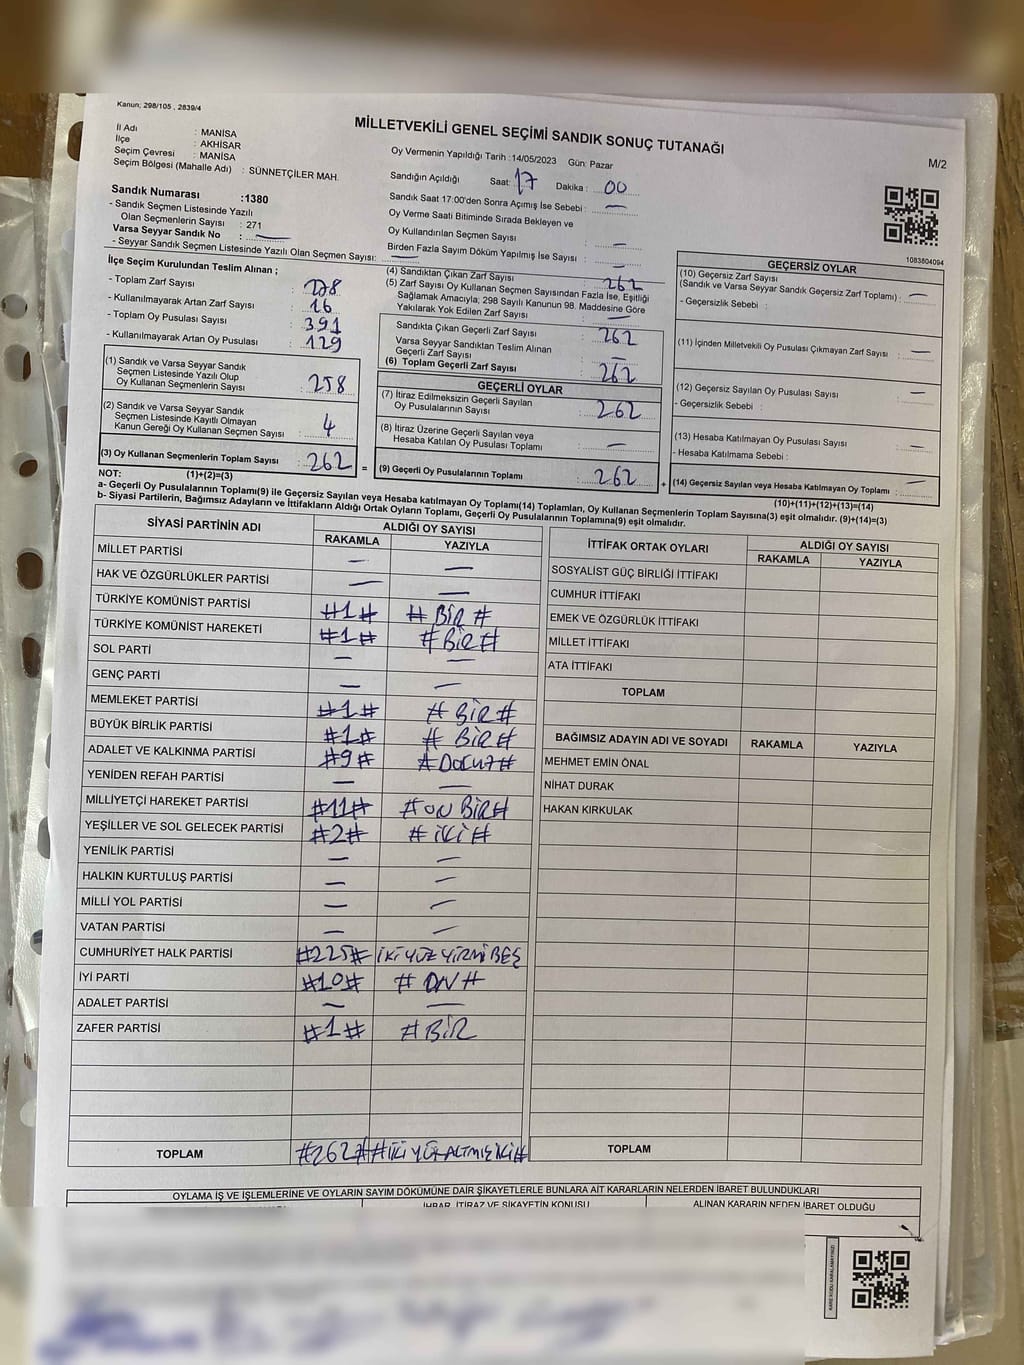 Kanun; 298/105 , 2839/4
MİLLETVEKİLİ GENEL SEÇİMİ SANDIK SONUÇ TUTANAĞI
M/2
İl Adı : MANİSA
İlçe : AKHİSAR
Seçim Çevresi : MANİSA
Seçim Bölgesi (Mahalle Adı) : SÜNNETÇİLER MAH.
Oy Vermenin Yapıldığı Tarih :14/05/2023 Gün: Pazar
Sandığın Açıldığı Saat: 17 Dakika : 00
Sandık Saat 17:00'den Sonra Açılmış İse Sebebi : —
Oy Verme Saati Bitiminde Sırada Bekleyen ve
Oy Kullandırılan Seçmen Sayısı : —
Birden Fazla Sayım Döküm Yapılmış İse Sayısı : —
Sandık Numarası :1380
- Sandık Seçmen Listesinde Yazılı
Olan Seçmenlerin Sayısı : 271
Varsa Seyyar Sandık No : —
- Seyyar Sandık Seçmen Listesinde Yazılı Olan Seçmen Sayısı: —
1083804094
İlçe Seçim Kurulundan Teslim Alınan ;
- Toplam Zarf Sayısı : 278
- Kullanılmayarak Artan Zarf Sayısı : 16
- Toplam Oy Pusulası Sayısı : 391
- Kullanılmayarak Artan Oy Pusulası : 129
(1) Sandık ve Varsa Seyyar Sandık
Seçmen Listesinde Yazılı Olup
Oy Kullanan Seçmenlerin Sayısı : 258
(2) Sandık ve Varsa Seyyar Sandık
Seçmen Listesinde Kayıtlı Olmayan
Kanun Gereği Oy Kullanan Seçmen Sayısı : 4
(3) Oy Kullanan Seçmenlerin Toplam Sayısı : 262 =
(4) Sandıktan Çıkan Zarf Sayısı : 262
(5) Zarf Sayısı Oy Kullanan Seçmen Sayısından Fazla İse, Eşitliği
Sağlamak Amacıyla; 298 Sayılı Kanunun 98. Maddesine Göre
Yakılarak Yok Edilen Zarf Sayısı : —
Sandıkta Çıkan Geçerli Zarf Sayısı : 262
Varsa Seyyar Sandıktan Teslim Alınan
Geçerli Zarf Sayısı : —
(6) Toplam Geçerli Zarf Sayısı : 262
GEÇERLİ OYLAR
(7) İtiraz Edilmeksizin Geçerli Sayılan
Oy Pusulalarının Sayısı : 262
(8) İtiraz Üzerine Geçerli Sayılan veya
Hesaba Katılan Oy Pusulası Toplamı : —
(9) Geçerli Oy Pusulalarının Toplamı : 262 +
GEÇERSİZ OYLAR
(10) Geçersiz Zarf Sayısı
(Sandık ve Varsa Seyyar Sandık Geçersiz Zarf Toplamı) : —
- Geçersizlik Sebebi :
(11) İçinden Milletvekili Oy Pusulası Çıkmayan Zarf Sayısı : —
(12) Geçersiz Sayılan Oy Pusulası Sayısı : —
- Geçersizlik Sebebi :
(13) Hesaba Katılmayan Oy Pusulası Sayısı : —
- Hesaba Katılmama Sebebi :
(14) Geçersiz Sayılan veya Hesaba Katılmayan Oy Toplamı : —
NOT: (1)+(2)=(3)
(10)+(11)+(12)+(13)=(14)
a- Geçerli Oy Pusulalarının Toplamı(9) ile Geçersiz Sayılan veya Hesaba katılmayan Oy Toplamı(14) Toplamları, Oy Kullanan Seçmenlerin Toplam Sayısına(3) eşit olmalıdır. (9)+(14)=(3)
b- Siyasi Partilerin, Bağımsız Adayların ve İttifakların Aldığı Ortak Oyların Toplamı, Geçerli Oy Pusulalarının Toplamına(9) eşit olmalıdır.
SİYASİ PARTİNİN ADI ALDIĞI OY SAYISI
RAKAMLA YAZIYLA
MİLLET PARTİSİ — —
HAK VE ÖZGÜRLÜKLER PARTİSİ — —
TÜRKİYE KOMÜNİST PARTİSİ #1# #BİR#
TÜRKİYE KOMÜNİST HAREKETİ #1# #BİR#
SOL PARTİ — —
GENÇ PARTİ — —
MEMLEKET PARTİSİ #1# #BİR#
BÜYÜK BİRLİK PARTİSİ #1# #BİR#
ADALET VE KALKINMA PARTİSİ #9# #DOKUZ#
YENİDEN REFAH PARTİSİ — —
MİLLİYETÇİ HAREKET PARTİSİ #11# #ON BİR#
YEŞİLLER VE SOL GELECEK PARTİSİ #2# #İKİ#
YENİLİK PARTİSİ — —
HALKIN KURTULUŞ PARTİSİ — —
MİLLİ YOL PARTİSİ — —
VATAN PARTİSİ — —
CUMHURİYET HALK PARTİSİ #225# İKİ YÜZ YİRMİ BEŞ
İYİ PARTİ #10# #ON#
ADALET PARTİSİ — —
ZAFER PARTİSİ #1# #BİR
TOPLAM #262# #İKİ YÜZ ALTMIŞ İKİ#
İTTİFAK ORTAK OYLARI ALDIĞI OY SAYISI
RAKAMLA YAZIYLA
SOSYALİST GÜÇ BİRLİĞİ İTTİFAKI
CUMHUR İTTİFAKI
EMEK VE ÖZGÜRLÜK İTTİFAKI
MİLLET İTTİFAKI
ATA İTTİFAKI
TOPLAM
BAĞIMSIZ ADAYIN ADI VE SOYADI RAKAMLA YAZIYLA
MEHMET EMİN ÖNAL
NİHAT DURAK
HAKAN KIRKULAK
TOPLAM
OYLAMA İŞ VE İŞLEMLERİNE VE OYLARIN SAYIM DÖKÜMÜNE DAİR ŞİKAYETLERLE BUNLARA AİT KARARLARIN NELERDEN İBARET BULUNDUKLARI
İHBAR, İTİRAZ VE ŞİKAYETİN KONUSU ALINAN KARARIN NEDEN İBARET OLDUĞU
KARE KODU KARALAMAYINIZ!